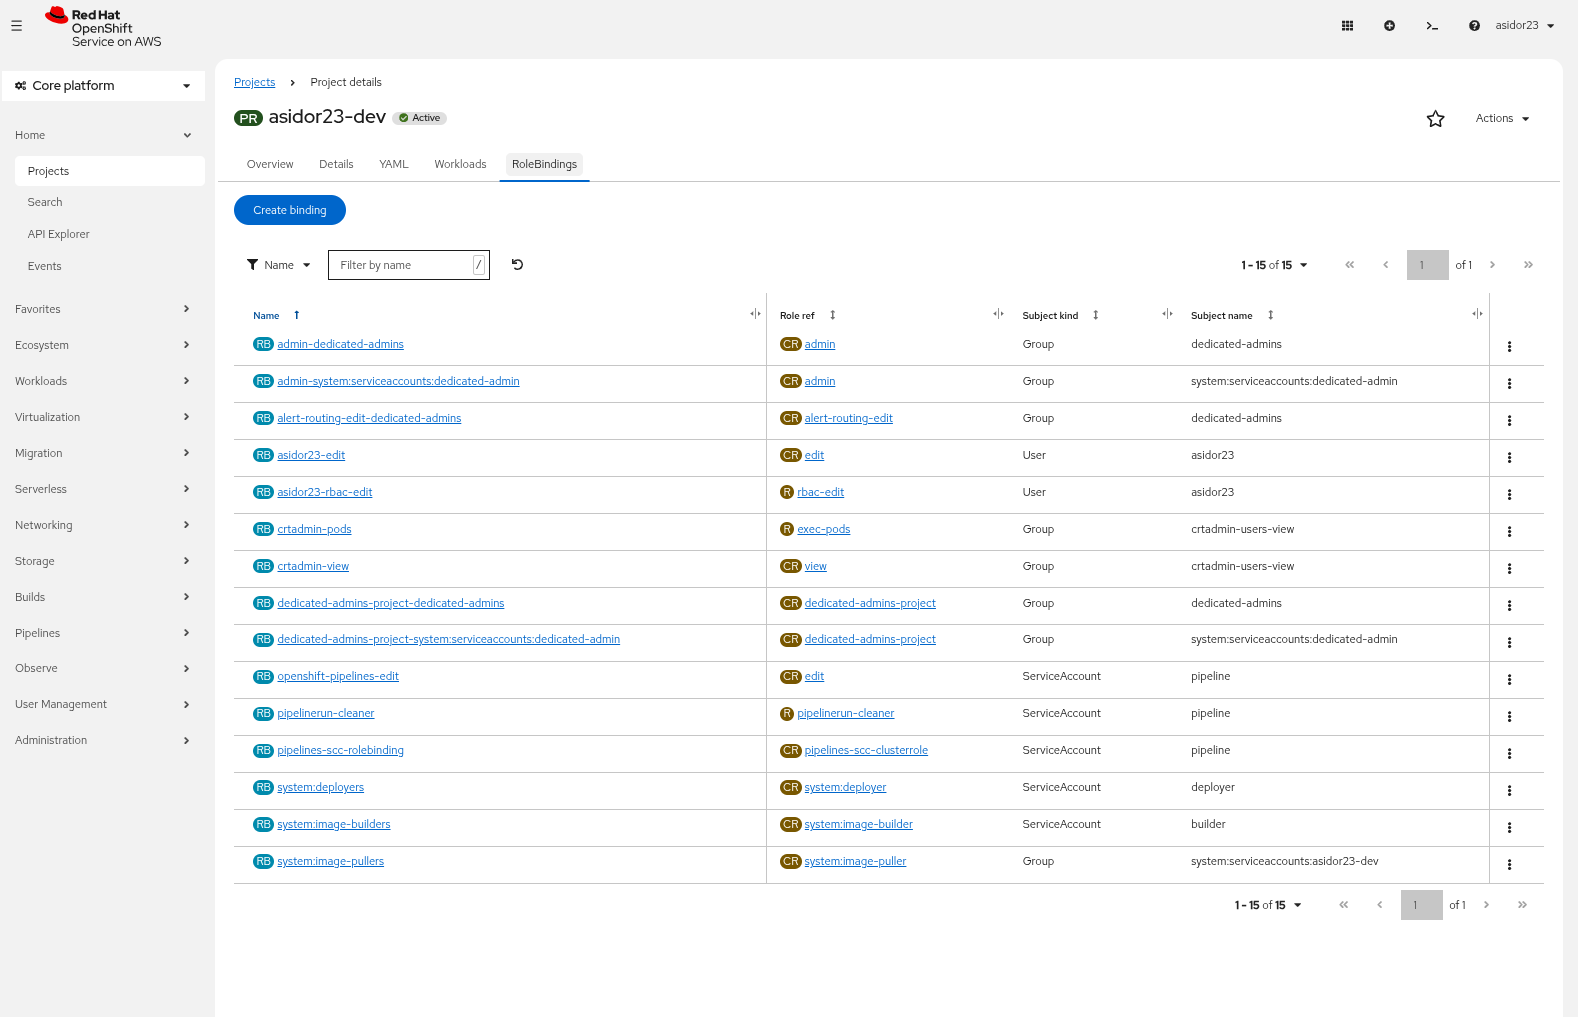 Red Hat
OpenShift
Service on AWS
asidor23
Core platform
Home
Projects
Search
API Explorer
Events
Favorites
Ecosystem
Workloads
Virtualization
Migration
Serverless
Networking
Storage
Builds
Pipelines
Observe
User Management
Administration
Projects Project details
PR asidor23-dev Active
Actions
Overview Details YAML Workloads RoleBindings
Create binding
Name Filter by name / 1 - 15 of 15 1 of 1
Name Role ref Subject kind Subject name
RB admin-dedicated-admins CR admin Group dedicated-admins
RB admin-system:serviceaccounts:dedicated-admin CR admin Group system:serviceaccounts:dedicated-admin
RB alert-routing-edit-dedicated-admins CR alert-routing-edit Group dedicated-admins
RB asidor23-edit CR edit User asidor23
RB asidor23-rbac-edit R rbac-edit User asidor23
RB crtadmin-pods R exec-pods Group crtadmin-users-view
RB crtadmin-view CR view Group crtadmin-users-view
RB dedicated-admins-project-dedicated-admins CR dedicated-admins-project Group dedicated-admins
RB dedicated-admins-project-system:serviceaccounts:dedicated-admin CR dedicated-admins-project Group system:serviceaccounts:dedicated-admin
RB openshift-pipelines-edit CR edit ServiceAccount pipeline
RB pipelinerun-cleaner R pipelinerun-cleaner ServiceAccount pipeline
RB pipelines-scc-rolebinding CR pipelines-scc-clusterrole ServiceAccount pipeline
RB system:deployers CR system:deployer ServiceAccount deployer
RB system:image-builders CR system:image-builder ServiceAccount builder
RB system:image-pullers CR system:image-puller Group system:serviceaccounts:asidor23-dev
1 - 15 of 15 1 of 1